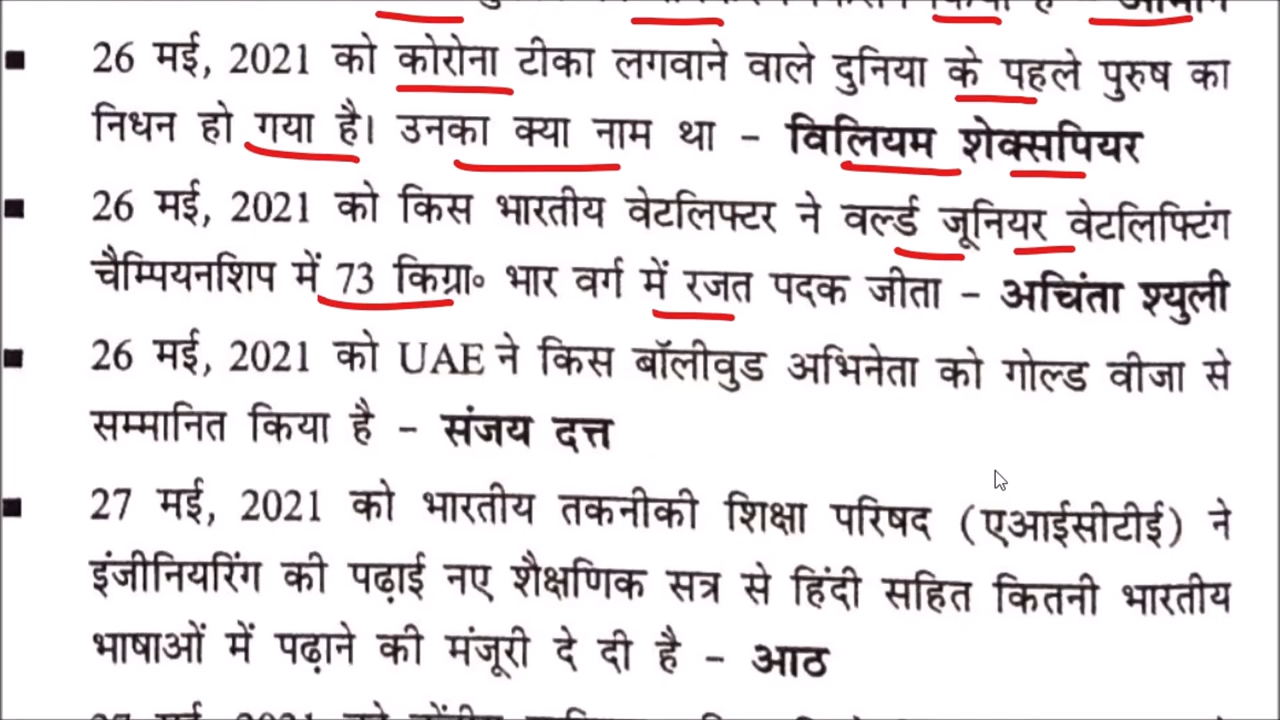 26 मई, 2021 को कोरोना टीका लगवाने वाले दुनिया के पहले पुरुष का
निधन हो गया है। उनका क्या नाम था - विलियम शेक्सपियर
26 मई, 2021 को किस भारतीय वेटलिफ्टर ने वर्ल्ड जूनियर वेटलिफ्टिंग
चैम्पियनशिप में 73 किग्रा० भार वर्ग में रजत पदक जीता - अचिंता श्युली
26 मई, 2021 को UAE ने किस बॉलीवुड अभिनेता को गोल्ड वीजा से
सम्मानित किया है - संजय दत्त
27 मई, 2021 को भारतीय तकनीकी शिक्षा परिषद (एआईसीटीई) ने
इंजीनियरिंग की पढ़ाई नए शैक्षणिक सत्र से हिंदी सहित कितनी भारतीय
भाषाओं में पढ़ाने की मंजूरी दे दी है - आठ